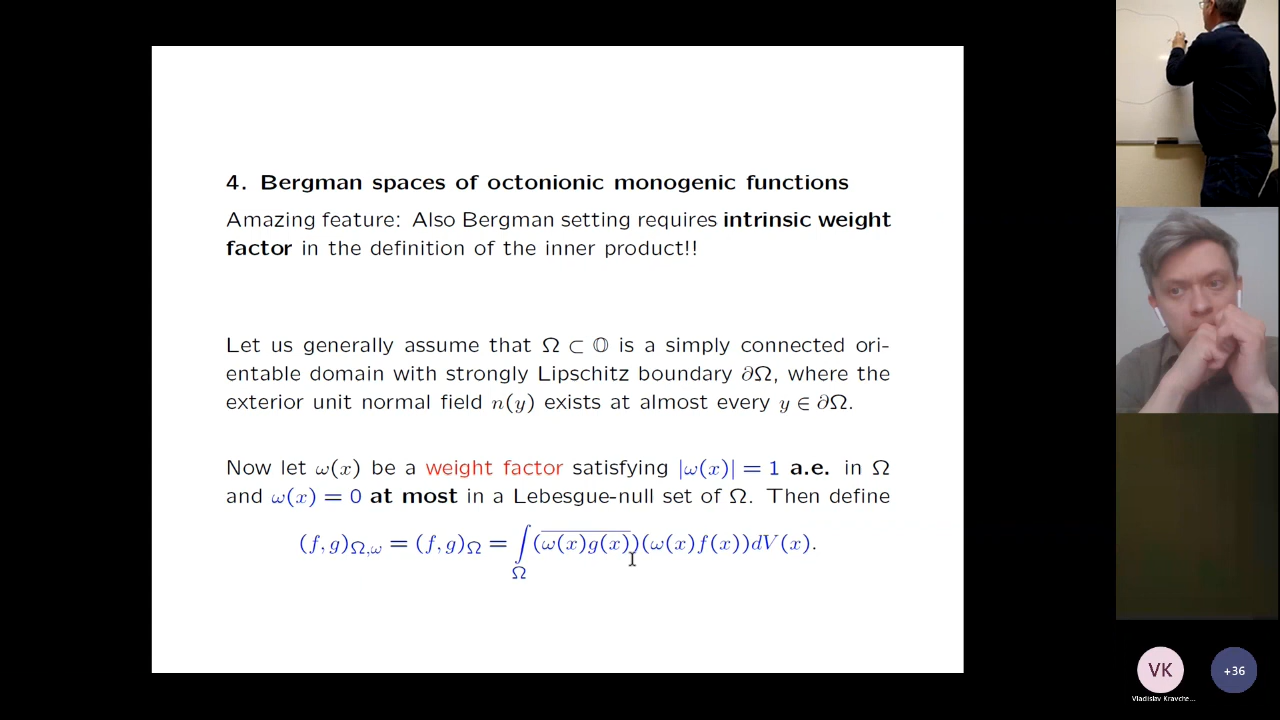 4. Bergman spaces of octonionic monogenic functions
Amazing feature: Also Bergman setting requires intrinsic weight
factor in the definition of the inner product!!
Let us generally assume that Ω ⊂ 𝕆 is a simply connected ori-
entable domain with strongly Lipschitz boundary ∂Ω, where the
exterior unit normal field n(y) exists at almost every y ∈ ∂Ω.
Now let ω(x) be a weight factor satisfying |ω(x)| = 1 a.e. in Ω
and ω(x) = 0 at most in a Lebesgue-null set of Ω. Then define
(f, g)_{Ω,ω} = (f, g)_Ω = ∫_Ω (\overline{ω(x)g(x)})(ω(x)f(x))dV(x).
VK
Vladislav Kravche...
+36